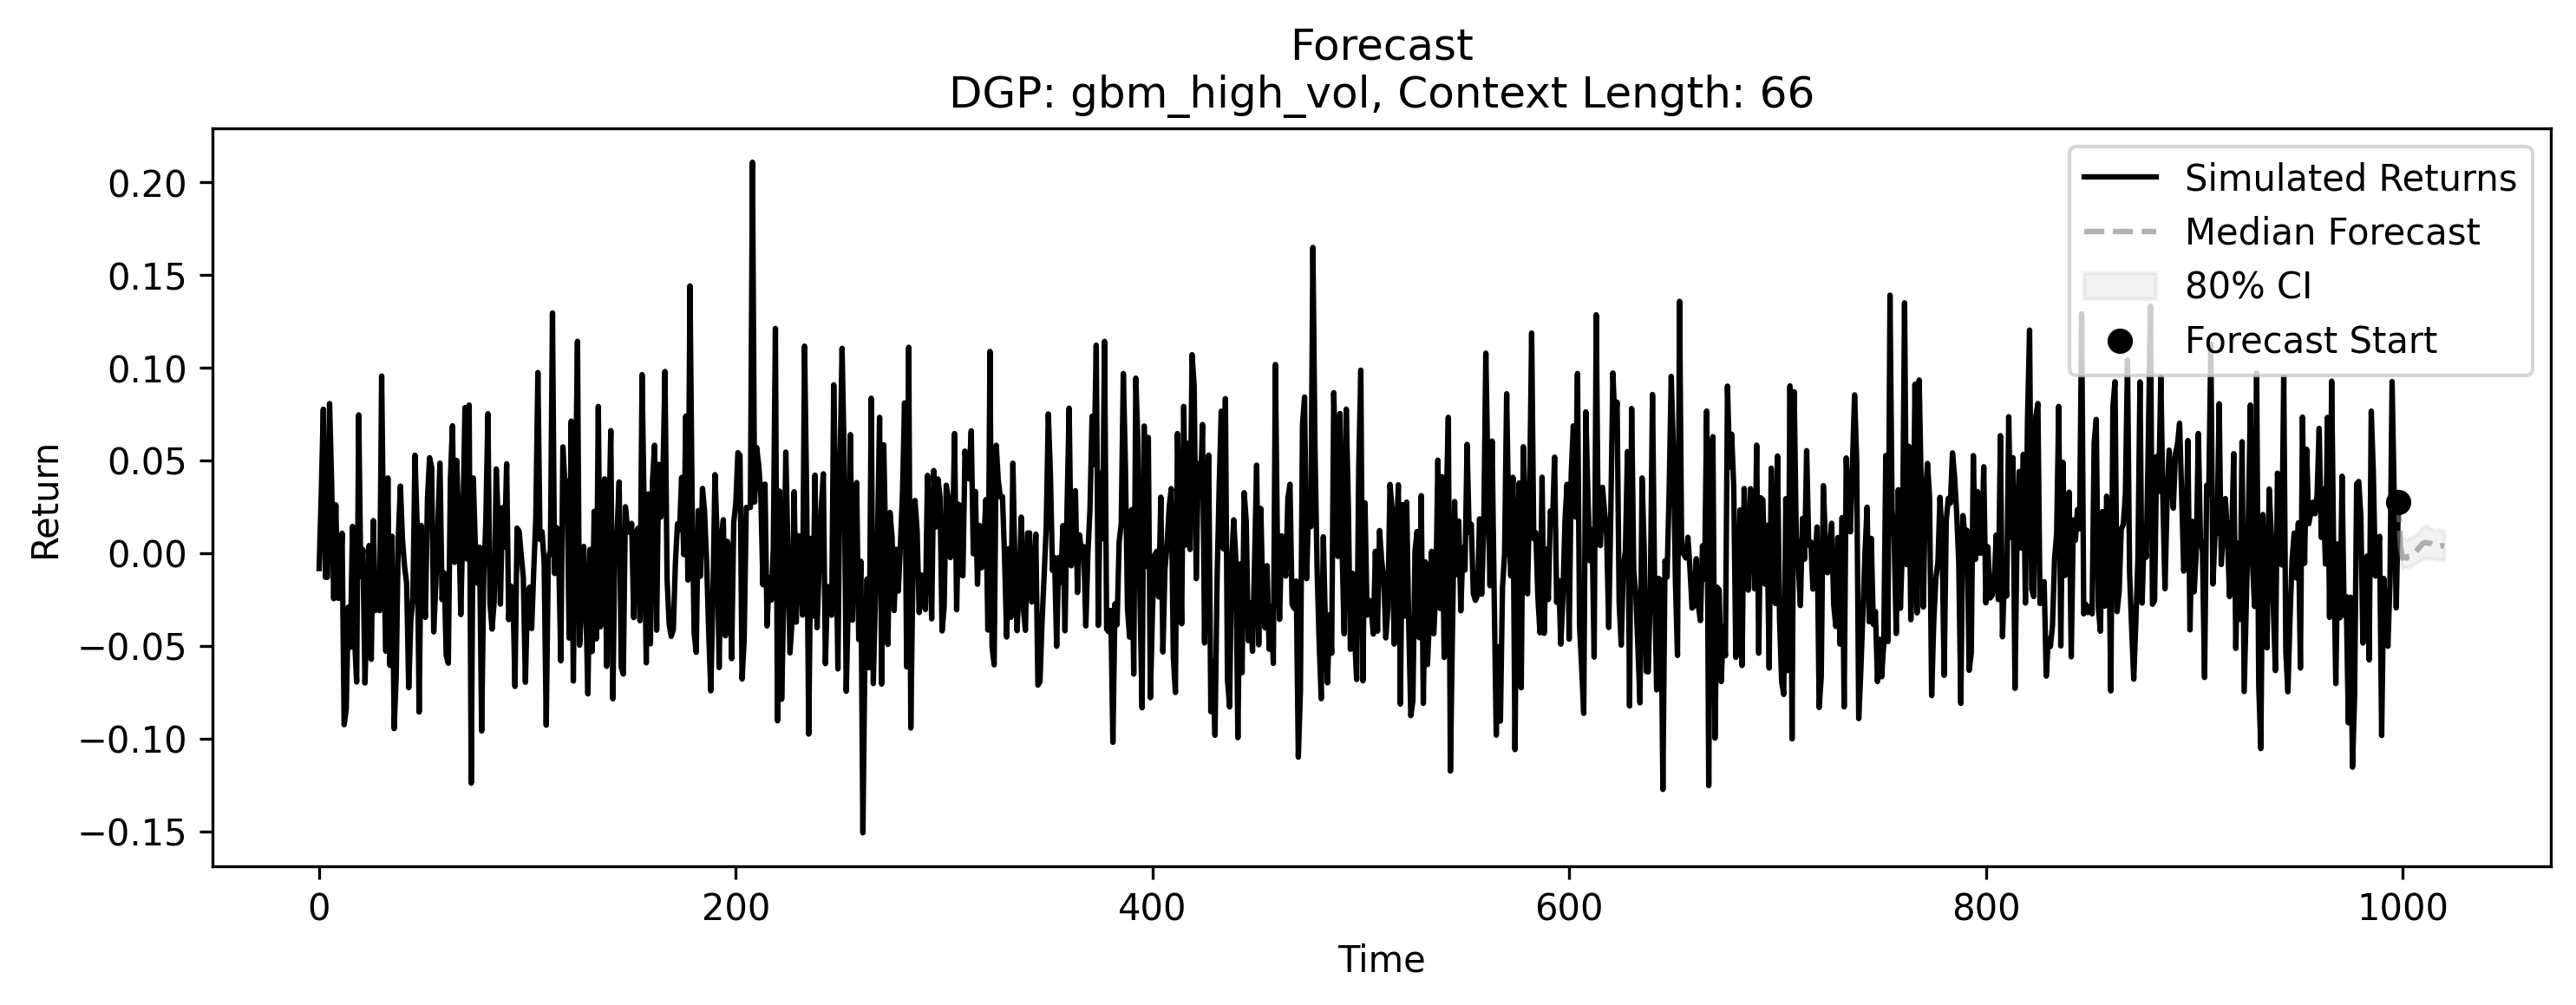 Forecast
DGP: gbm_high_vol, Context Length: 66
Simulated Returns
Median Forecast
80% CI
Forecast Start
Return
0.20
0.15
0.10
0.05
0.00
−0.05
−0.10
−0.15
0
200
400
600
800
1000
Time